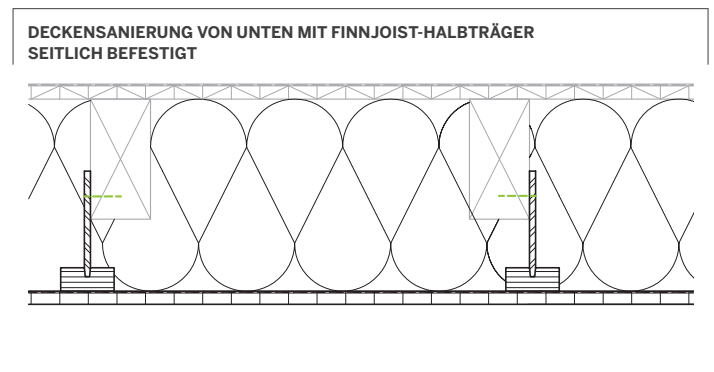 DECKENSANIERUNG VON UNTEN MIT FINNJOIST-HALBTRÄGER
SEITLICH BEFESTIGT